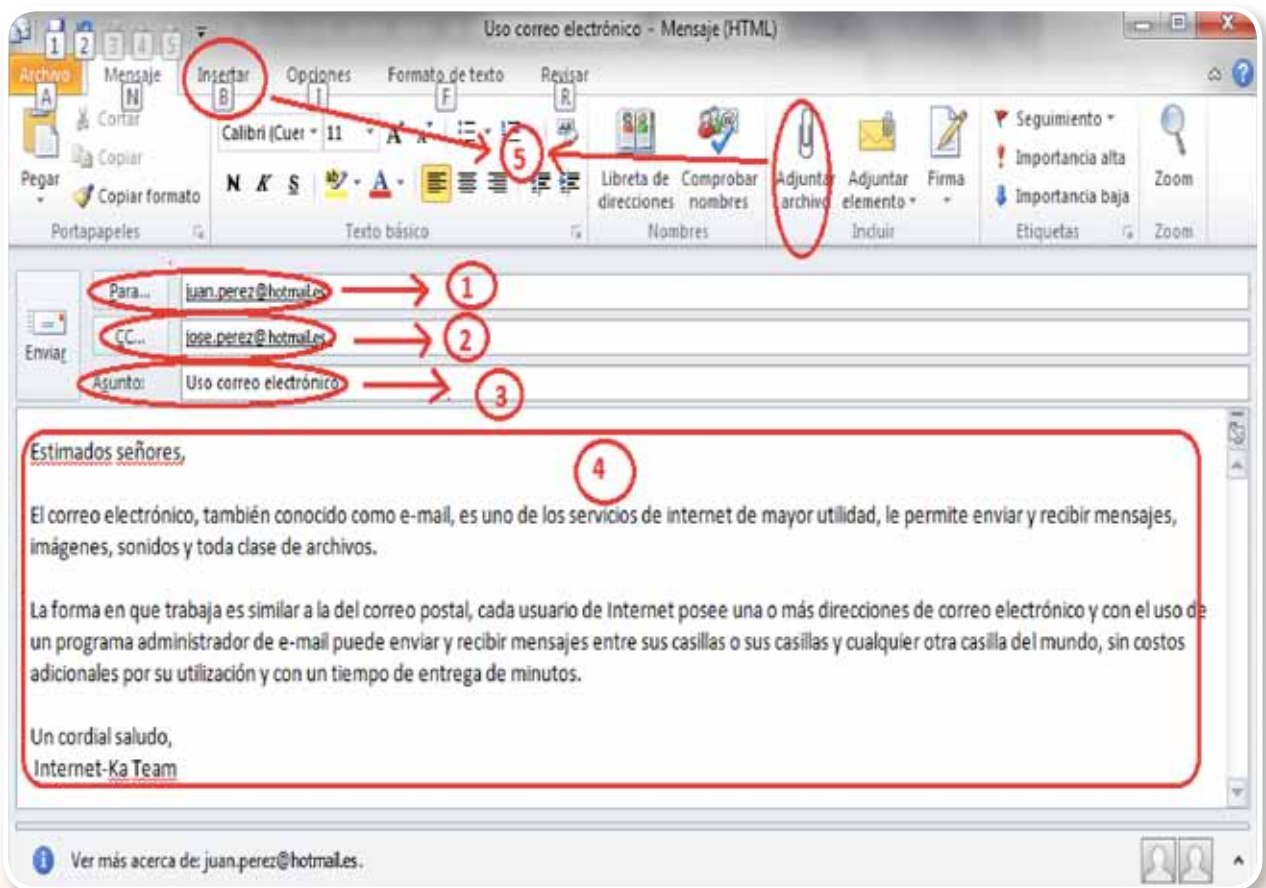 Uso correo electrónico - Mensaje (HTML)
1 2 3 4 5
Archivo Mensaje Insertar Opciones Formato de texto Revisar
A N B I F R
Pegar
Cortar
Copiar
Copiar formato
Portapapeles
Calibri (Cuer 11
N K S
Texto básico
5
Libreta de direcciones
Comprobar nombres
Nombres
Adjuntar archivo
Adjuntar elemento
Firma
Incluir
Seguimiento
Importancia alta
Importancia baja
Etiquetas
Zoom
Zoom
Enviar
Para... juan.perez@hotmail.es 1
CC... jose.perez@hotmail.es 2
Asunto: Uso correo electrónico 3
4
Estimados señores,
El correo electrónico, también conocido como e-mail, es uno de los servicios de internet de mayor utilidad, le permite enviar y recibir mensajes,
imágenes, sonidos y toda clase de archivos.
La forma en que trabaja es similar a la del correo postal, cada usuario de Internet posee una o más direcciones de correo electrónico y con el uso de
un programa administrador de e-mail puede enviar y recibir mensajes entre sus casillas o sus casillas y cualquier otra casilla del mundo, sin costos
adicionales por su utilización y con un tiempo de entrega de minutos.
Un cordial saludo,
Internet-Ka Team
Ver más acerca de: juan.perez@hotmail.es.